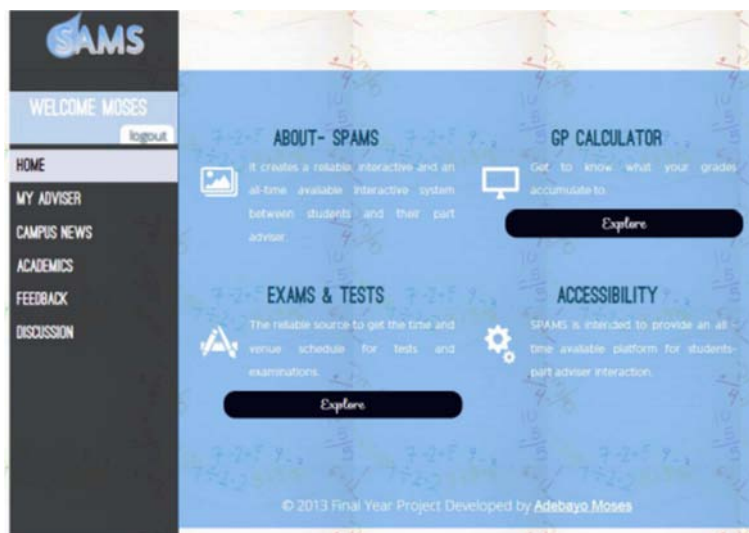 SAMS
WELCOME MOSES
logout
HOME
MY ADVISER
CAMPUS NEWS
ACADEMICS
FEEDBACK
DISCUSSION
ABOUT- SPAMS
It creates a reliable interactive and an
all-time available interactive system
between students and their part
adviser.
GP CALCULATOR
Get to know what your grades
accumulate to.
Explore
EXAMS & TESTS
The reliable source to get the time and
venue schedule for tests and
examinations.
Explore
ACCESSIBILITY
SPAMS is intended to provide an all
time available platform for students-
part adviser interaction.
© 2013 Final Year Project Developed by Adebayo Moses